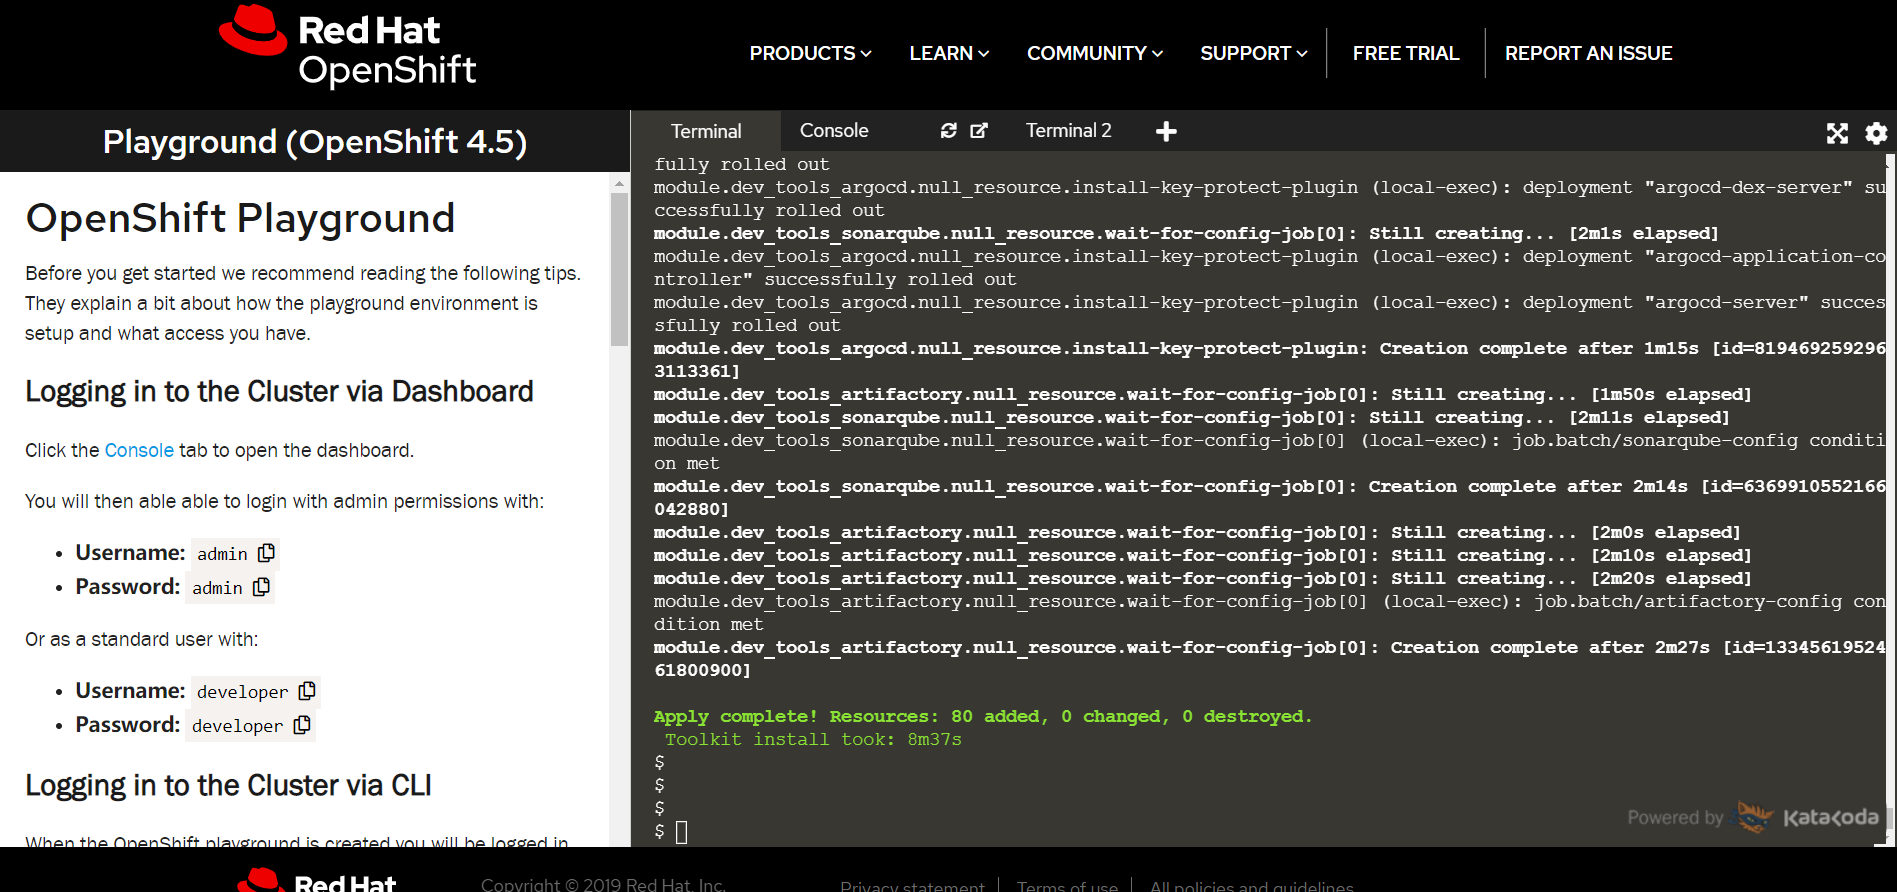 Red Hat
OpenShift
PRODUCTS LEARN COMMUNITY SUPPORT FREE TRIAL REPORT AN ISSUE
Playground (OpenShift 4.5)
OpenShift Playground
Before you get started we recommend reading the following tips.
They explain a bit about how the playground environment is
setup and what access you have.
Logging in to the Cluster via Dashboard
Click the Console tab to open the dashboard.
You will then able able to login with admin permissions with:
• Username: admin
• Password: admin
Or as a standard user with:
• Username: developer
• Password: developer
Logging in to the Cluster via CLI
When the OpenShift playground is created you will be logged in
Terminal Console Terminal 2
fully rolled out
module.dev_tools_argocd.null_resource.install-key-protect-plugin (local-exec): deployment "argocd-dex-server" su
ccessfully rolled out
module.dev_tools_sonarqube.null_resource.wait-for-config-job[0]: Still creating... [2m1s elapsed]
module.dev_tools_argocd.null_resource.install-key-protect-plugin (local-exec): deployment "argocd-application-co
ntroller" successfully rolled out
module.dev_tools_argocd.null_resource.install-key-protect-plugin (local-exec): deployment "argocd-server" succes
sfully rolled out
module.dev_tools_argocd.null_resource.install-key-protect-plugin: Creation complete after 1m15s [id=819469259296
3113361]
module.dev_tools_artifactory.null_resource.wait-for-config-job[0]: Still creating... [1m50s elapsed]
module.dev_tools_sonarqube.null_resource.wait-for-config-job[0]: Still creating... [2m11s elapsed]
module.dev_tools_sonarqube.null_resource.wait-for-config-job[0] (local-exec): job.batch/sonarqube-config conditi
on met
module.dev_tools_sonarqube.null_resource.wait-for-config-job[0]: Creation complete after 2m14s [id=6369910552166
042880]
module.dev_tools_artifactory.null_resource.wait-for-config-job[0]: Still creating... [2m0s elapsed]
module.dev_tools_artifactory.null_resource.wait-for-config-job[0]: Still creating... [2m10s elapsed]
module.dev_tools_artifactory.null_resource.wait-for-config-job[0]: Still creating... [2m20s elapsed]
module.dev_tools_artifactory.null_resource.wait-for-config-job[0] (local-exec): job.batch/artifactory-config con
dition met
module.dev_tools_artifactory.null_resource.wait-for-config-job[0]: Creation complete after 2m27s [id=13345619524
61800900]
Apply complete! Resources: 80 added, 0 changed, 0 destroyed.
Toolkit install took: 8m37s
$
$
$
$
Powered by Katacoda
Red Hat
Copyright © 2019 Red Hat, Inc.
Privacy statement Terms of use All policies and guidelines